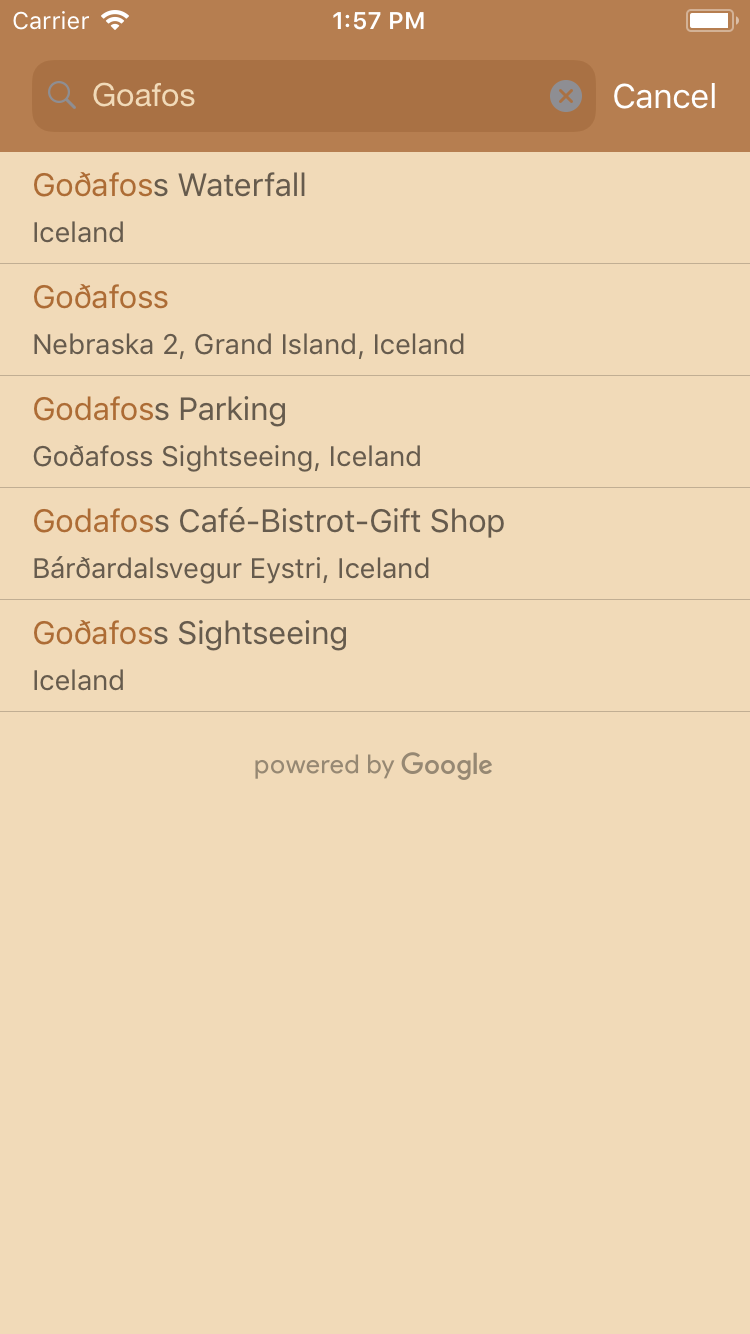 Carrier 1:57 PM
Goafos Cancel
Goðafoss Waterfall
Iceland
Goðafoss
Nebraska 2, Grand Island, Iceland
Godafoss Parking
Goðafoss Sightseeing, Iceland
Godafoss Café-Bistrot-Gift Shop
Bárðardalsvegur Eystri, Iceland
Goðafoss Sightseeing
Iceland
powered by Google